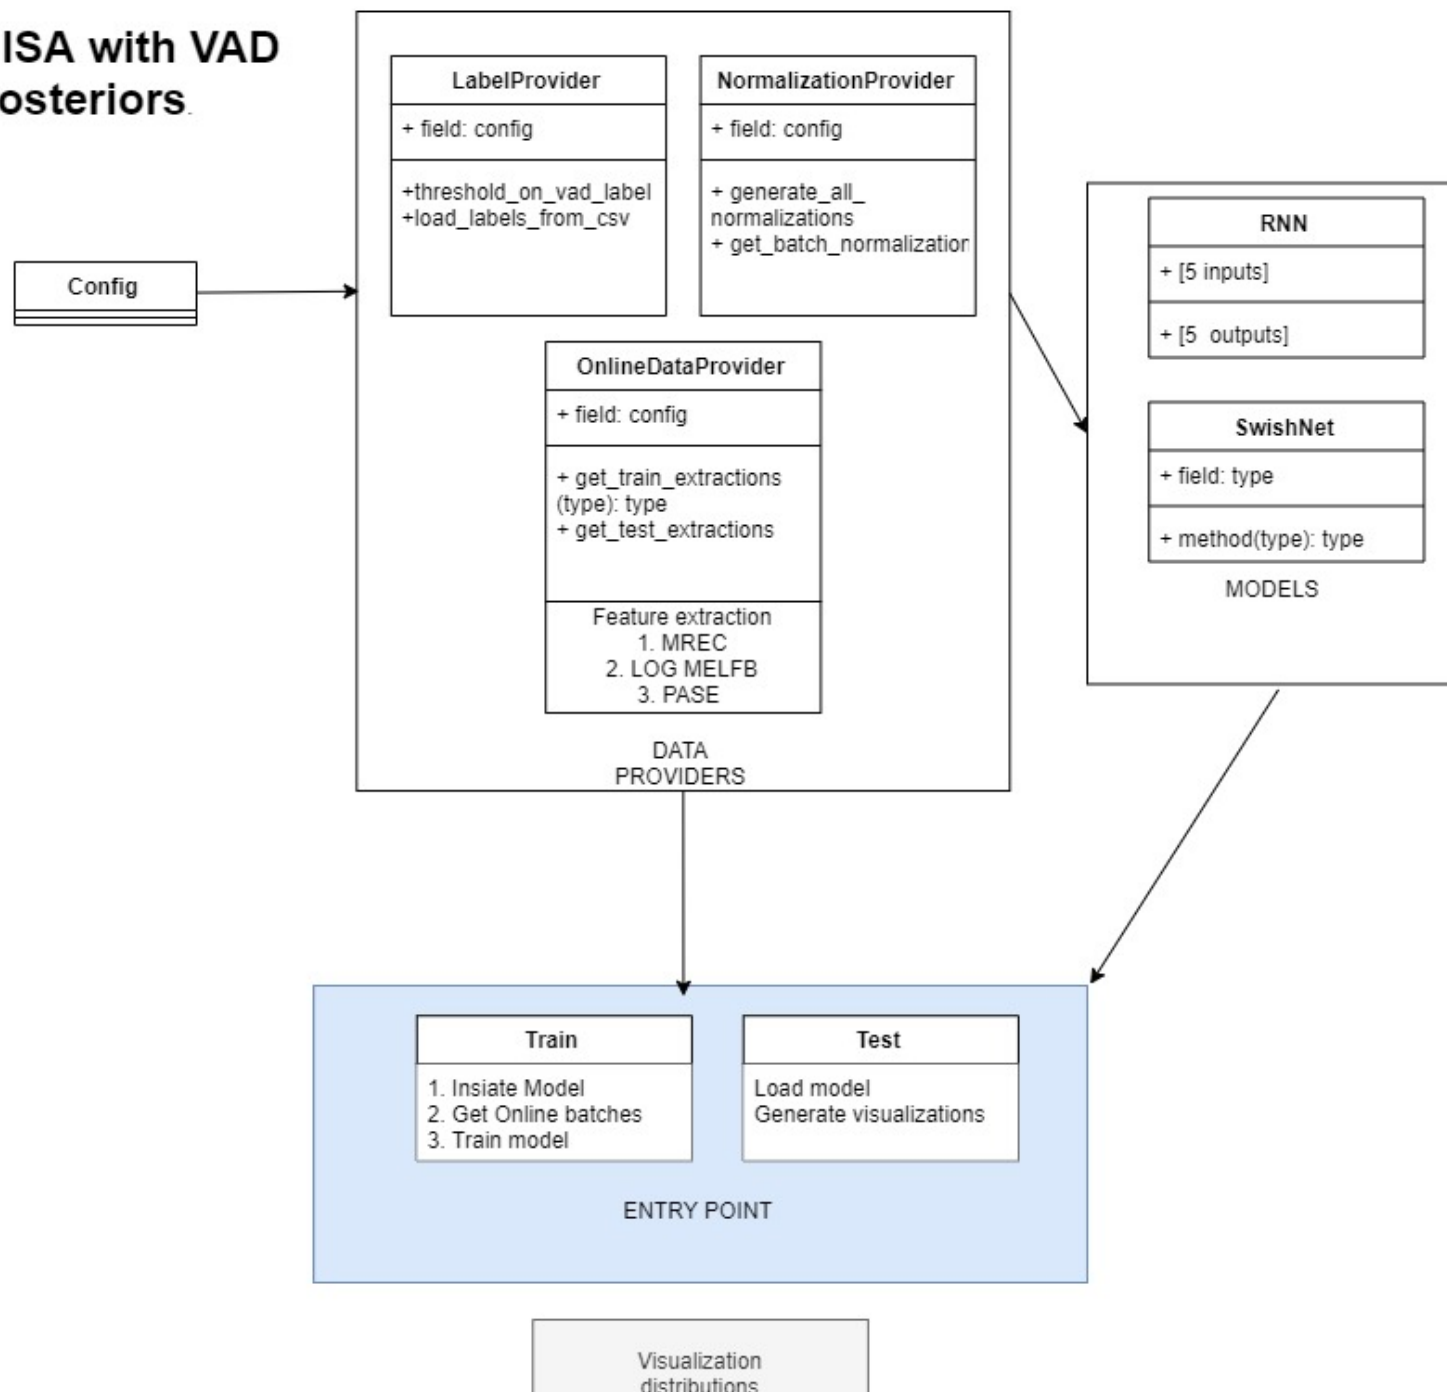 ISA with VAD
osteriors.
Config
LabelProvider
+ field: config
+threshold_on_vad_label
+load_labels_from_csv
NormalizationProvider
+ field: config
+ generate_all_
normalizations
+ get_batch_normalization
OnlineDataProvider
+ field: config
+ get_train_extractions
(type): type
+ get_test_extractions
Feature extraction
1. MREC
2. LOG MELFB
3. PASE
DATA
PROVIDERS
RNN
+ [5 inputs]
+ [5 outputs]
SwishNet
+ field: type
+ method(type): type
MODELS
Train
1. Insiate Model
2. Get Online batches
3. Train model
Test
Load model
Generate visualizations
ENTRY POINT
Visualization
distributions